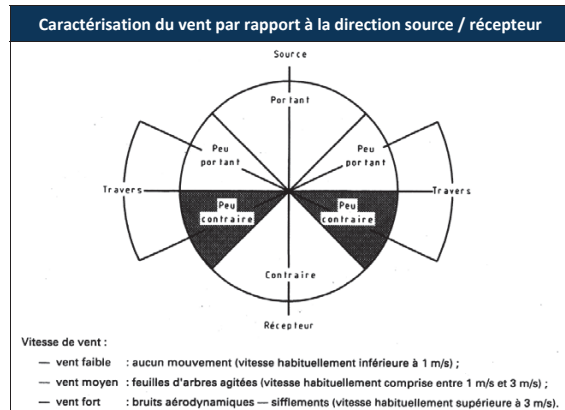 Caractérisation du vent par rapport à la direction source / récepteur
Source
Portant
Peu
portant
Peu
portant
Travers
Travers
Peu
contraire
Peu
contraire
Contraire
Récepteur
Vitesse de vent :
— vent faible : aucun mouvement (vitesse habituellement inférieure à 1 m/s) ;
— vent moyen : feuilles d'arbres agitées (vitesse habituellement comprise entre 1 m/s et 3 m/s) ;
— vent fort : bruits aérodynamiques — sifflements (vitesse habituellement supérieure à 3 m/s).